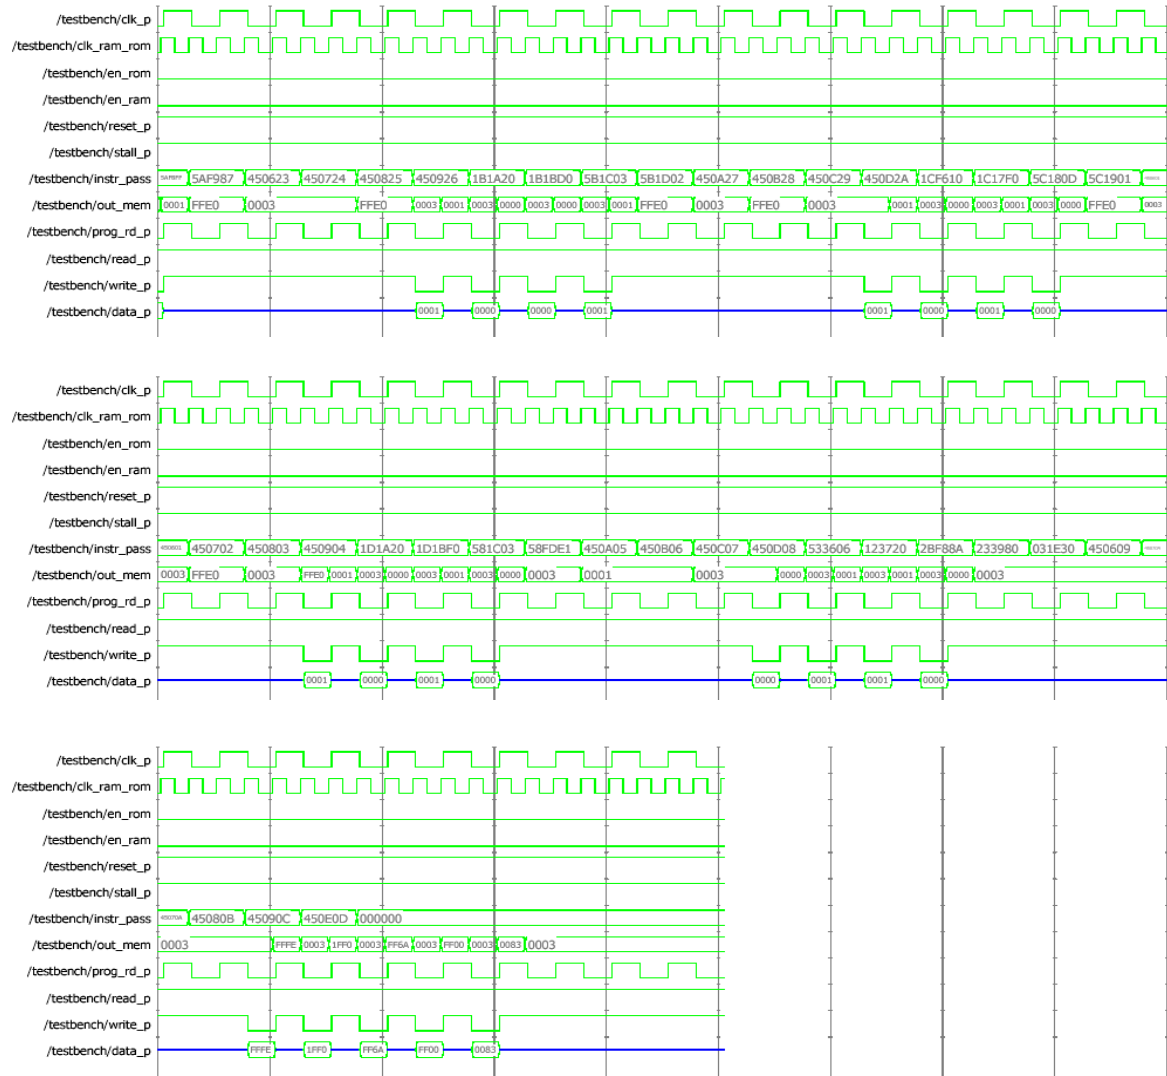 /testbench/clk_p
/testbench/clk_ram_rom
/testbench/en_rom
/testbench/en_ram
/testbench/reset_p
/testbench/stall_p
/testbench/instr_pass 5AF987 450623 450724 450825 450926 1B1A20 1B1BD0 5B1C03 5B1D02 450A27 450B28 450C29 450D2A 1CF610 1C17F0 5C180D 5C1901
/testbench/out_mem 0001 FFE0 0003 FFE0 0003 0001 0003 0000 0003 0000 0003 0001 FFE0 0003 FFE0 0003 0001 0003 0000 0003 0001 0003 0000 FFE0 0003
/testbench/prog_rd_p
/testbench/read_p
/testbench/write_p
/testbench/data_p 0001 0000 0000 0001 0001 0000 0001 0000
/testbench/clk_p
/testbench/clk_ram_rom
/testbench/en_rom
/testbench/en_ram
/testbench/reset_p
/testbench/stall_p
/testbench/instr_pass 450702 450803 450904 1D1A20 1D1BF0 581C03 58FDE1 450A05 450B06 450C07 450D08 533606 123720 2BF88A 233980 031E30 450609
/testbench/out_mem 0003 FFE0 0003 FFE0 0001 0003 0000 0003 0001 0003 0000 0003 0001 0003 0000 0003 0001 0003 0001 0003 0000 0003
/testbench/prog_rd_p
/testbench/read_p
/testbench/write_p
/testbench/data_p 0001 0000 0001 0000 0000 0001 0001 0000
/testbench/clk_p
/testbench/clk_ram_rom
/testbench/en_rom
/testbench/en_ram
/testbench/reset_p
/testbench/stall_p
/testbench/instr_pass 45070A 45080B 45090C 450E0D 000000
/testbench/out_mem 0003 FFFE 0003 1FF0 0003 FF6A 0003 FF00 0003 0083 0003
/testbench/prog_rd_p
/testbench/read_p
/testbench/write_p
/testbench/data_p FFFE 1FF0 FF6A FF00 0083